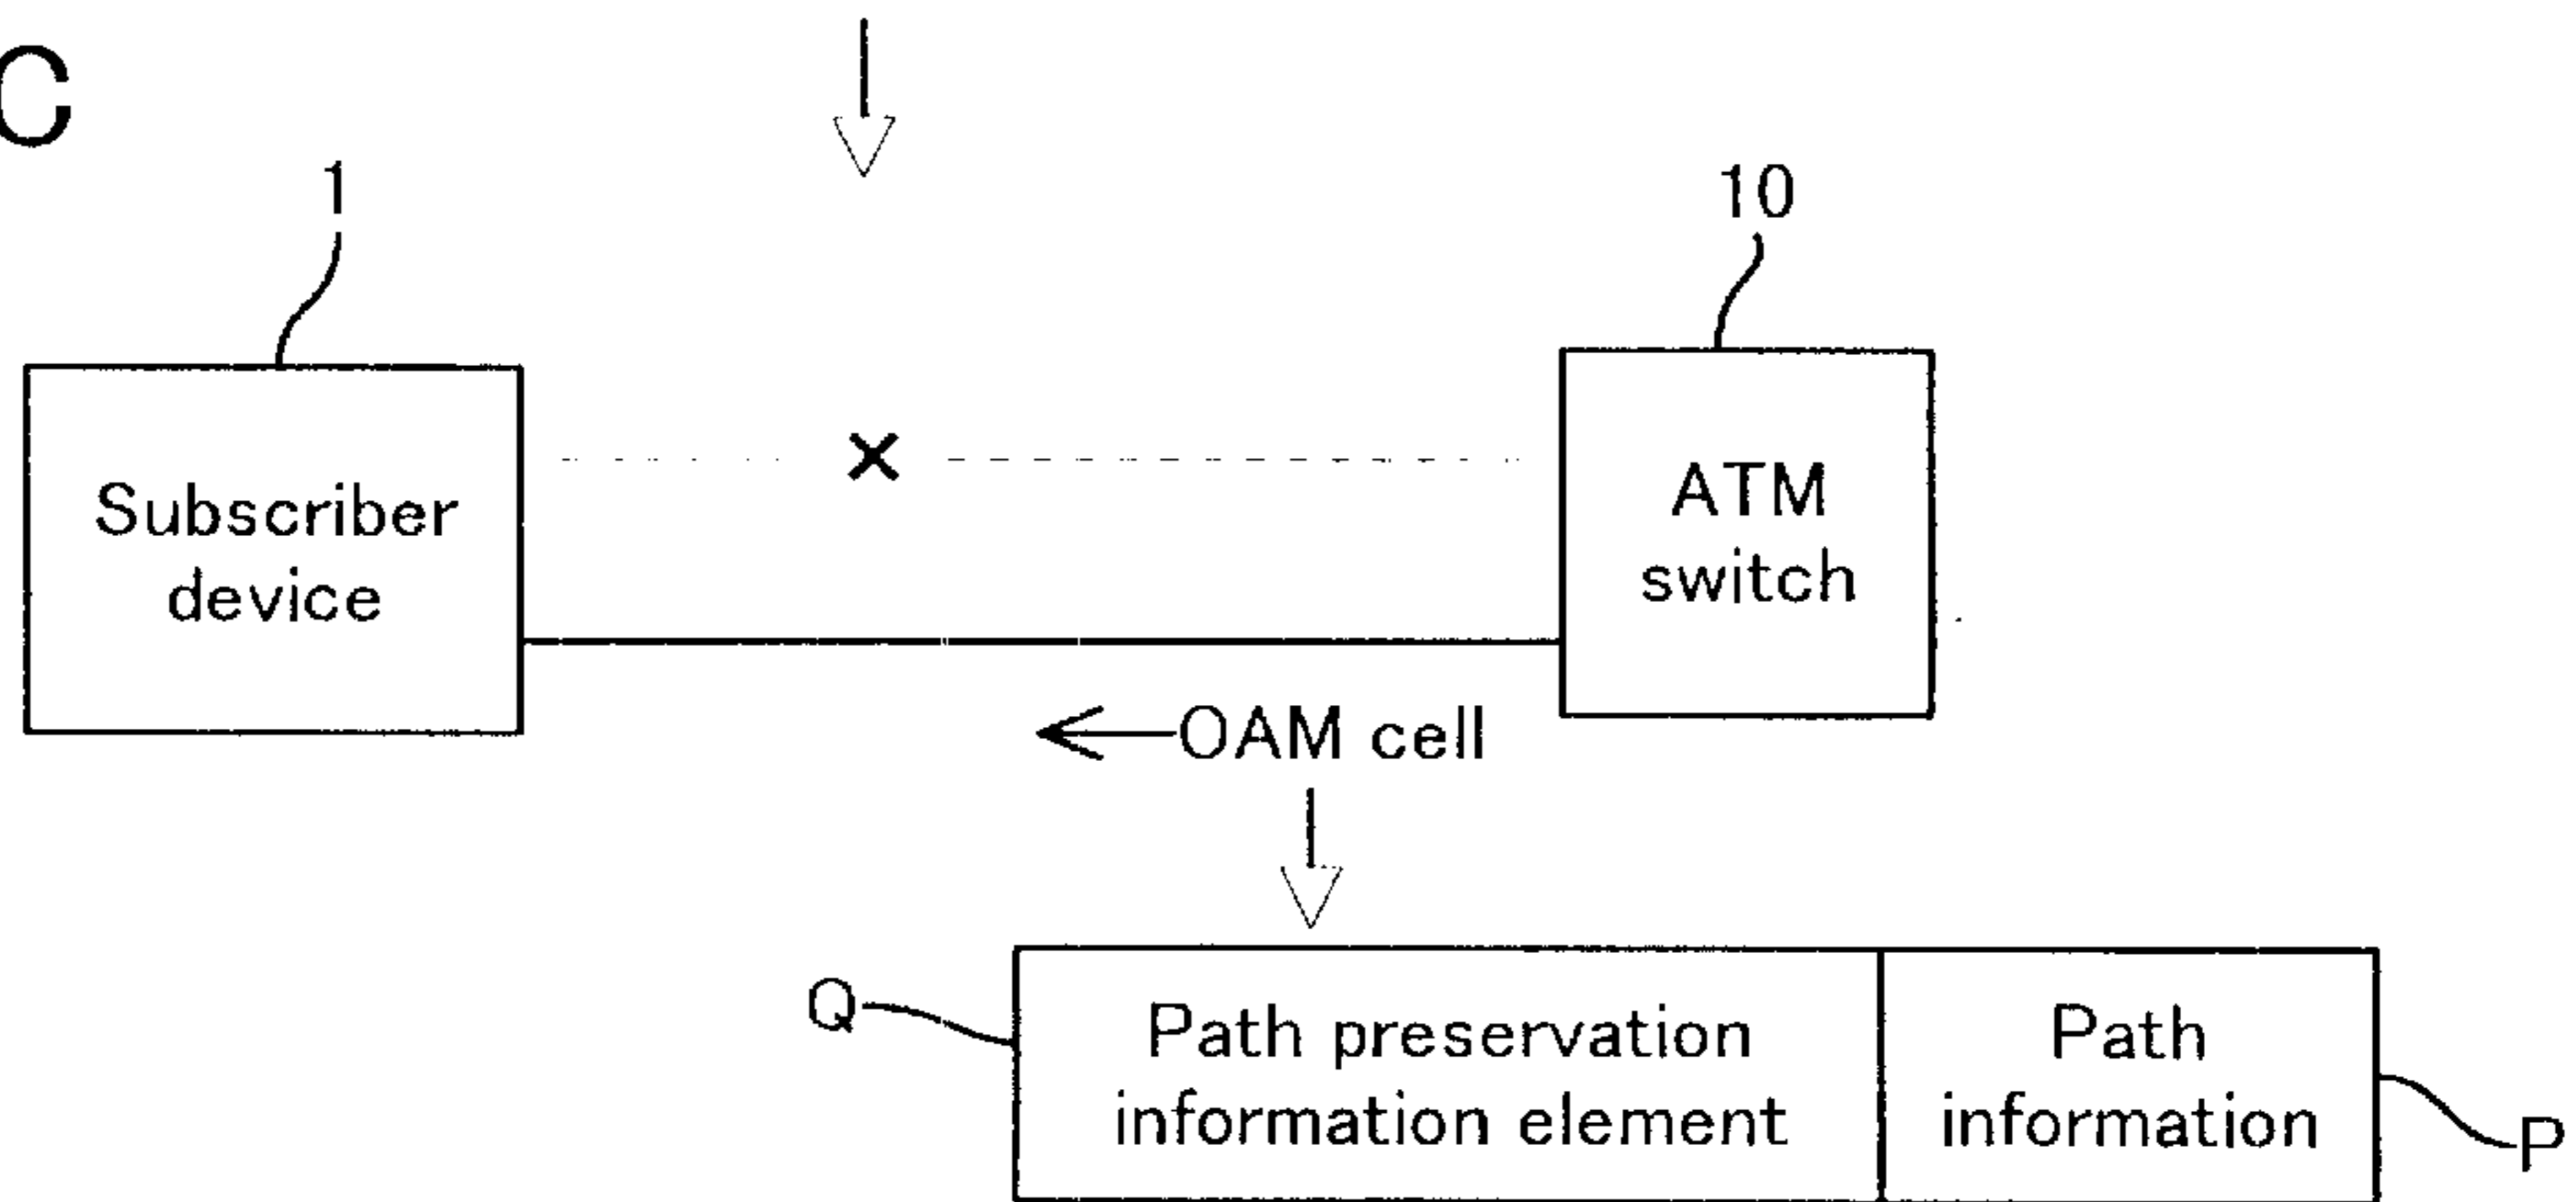 C
1
10
Subscriber
device
ATM
switch
OAM cell
Q
Path preservation
information element
Path
information
P